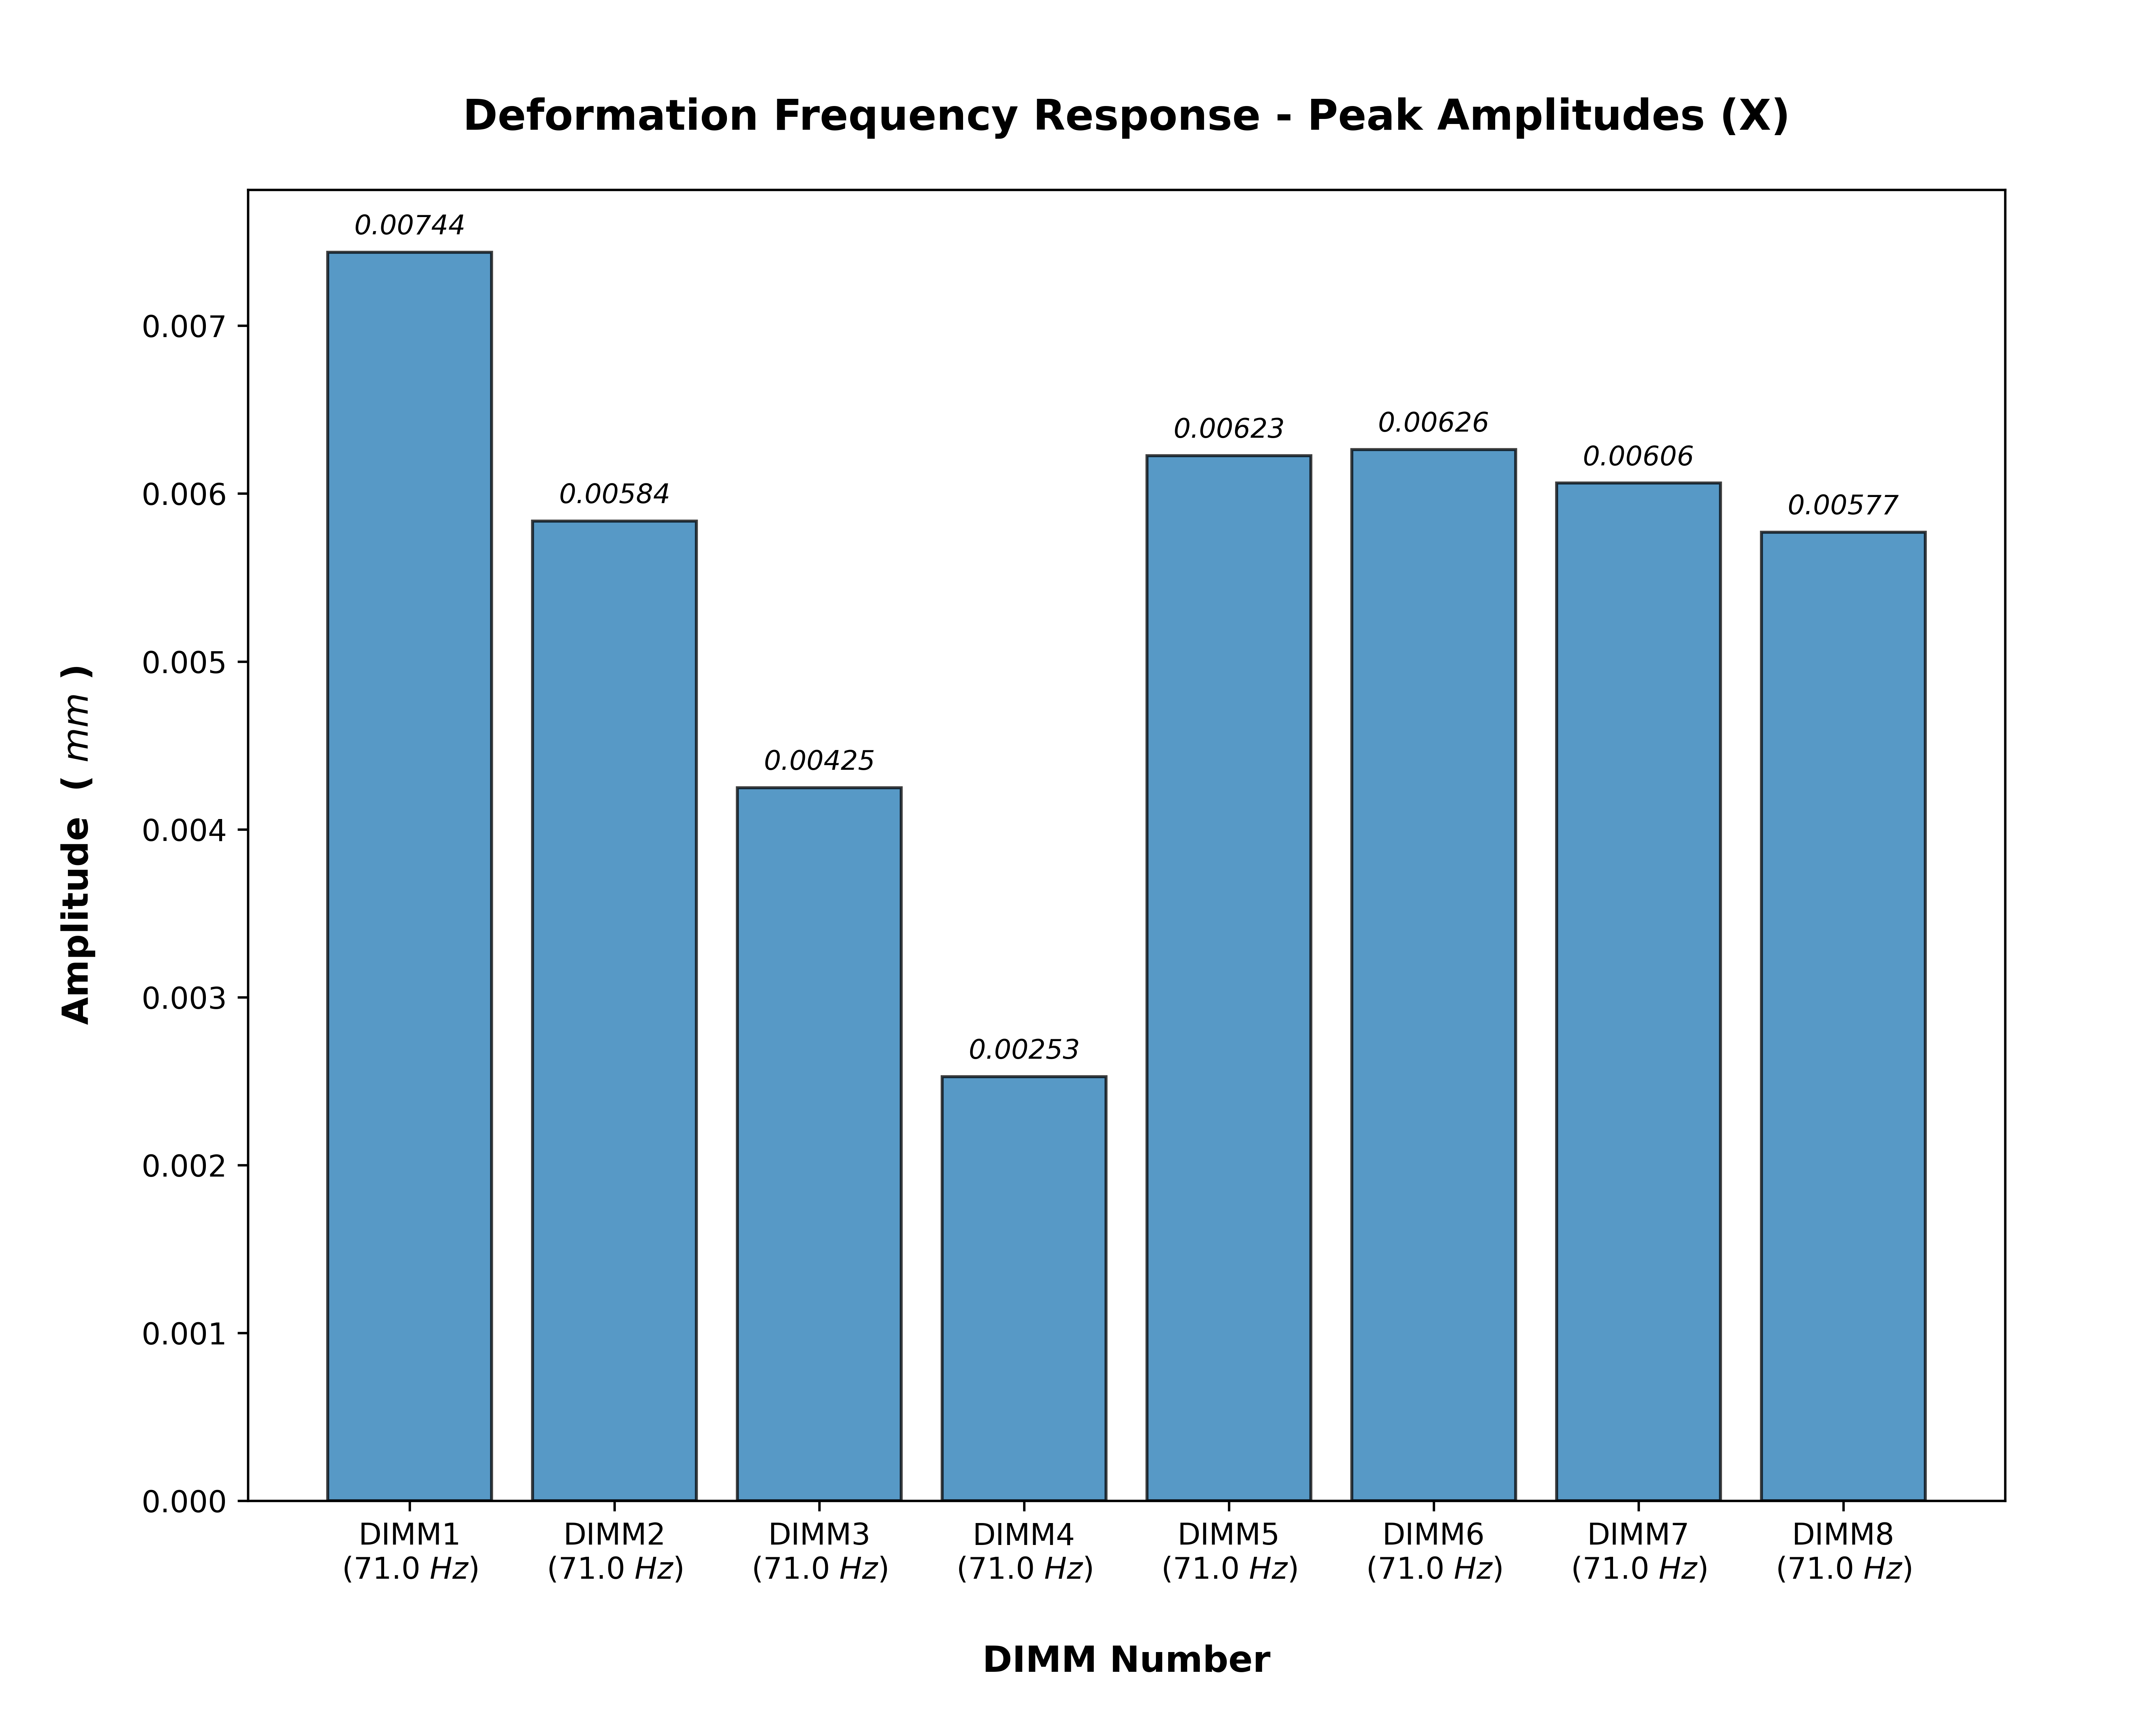 Deformation Frequency Response - Peak Amplitudes (X)
0.00744
0.00584
0.00425
0.00253
0.00623
0.00626
0.00606
0.00577
0.007
0.006
0.005
0.004
0.003
0.002
0.001
0.000
Amplitude ( mm )
DIMM1
(71.0 Hz)
DIMM2
(71.0 Hz)
DIMM3
(71.0 Hz)
DIMM4
(71.0 Hz)
DIMM5
(71.0 Hz)
DIMM6
(71.0 Hz)
DIMM7
(71.0 Hz)
DIMM8
(71.0 Hz)
DIMM Number